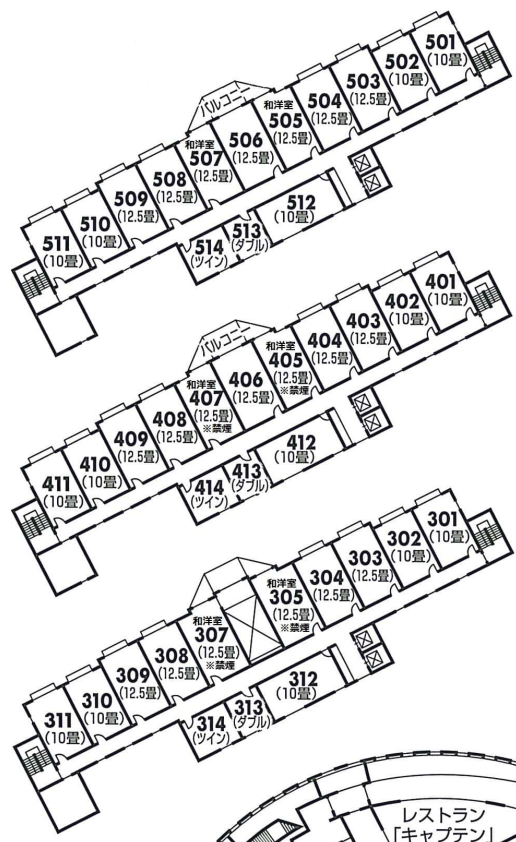 501
(10畳)
502
(10畳)
503
(12.5畳)
504
(12.5畳)
和洋室
505
(12.5畳)
バルコニー
506
(12.5畳)
和洋室
507
(12.5畳)
508
(12.5畳)
509
(12.5畳)
510
(10畳)
511
(10畳)
512
(10畳)
513
(ダブル)
514
(ツイン)
401
(10畳)
402
(10畳)
403
(12.5畳)
404
(12.5畳)
和洋室
405
(12.5畳)
※禁煙
バルコニー
406
(12.5畳)
和洋室
407
(12.5畳)
※禁煙
408
(12.5畳)
409
(12.5畳)
410
(10畳)
411
(10畳)
412
(10畳)
413
(ダブル)
414
(ツイン)
301
(10畳)
302
(10畳)
303
(12.5畳)
304
(12.5畳)
和洋室
305
(12.5畳)
※禁煙
和洋室
307
(12.5畳)
※禁煙
308
(12.5畳)
309
(12.5畳)
310
(10畳)
311
(10畳)
312
(10畳)
313
(ダブル)
314
(ツイン)
レストラン
「キャプテン」